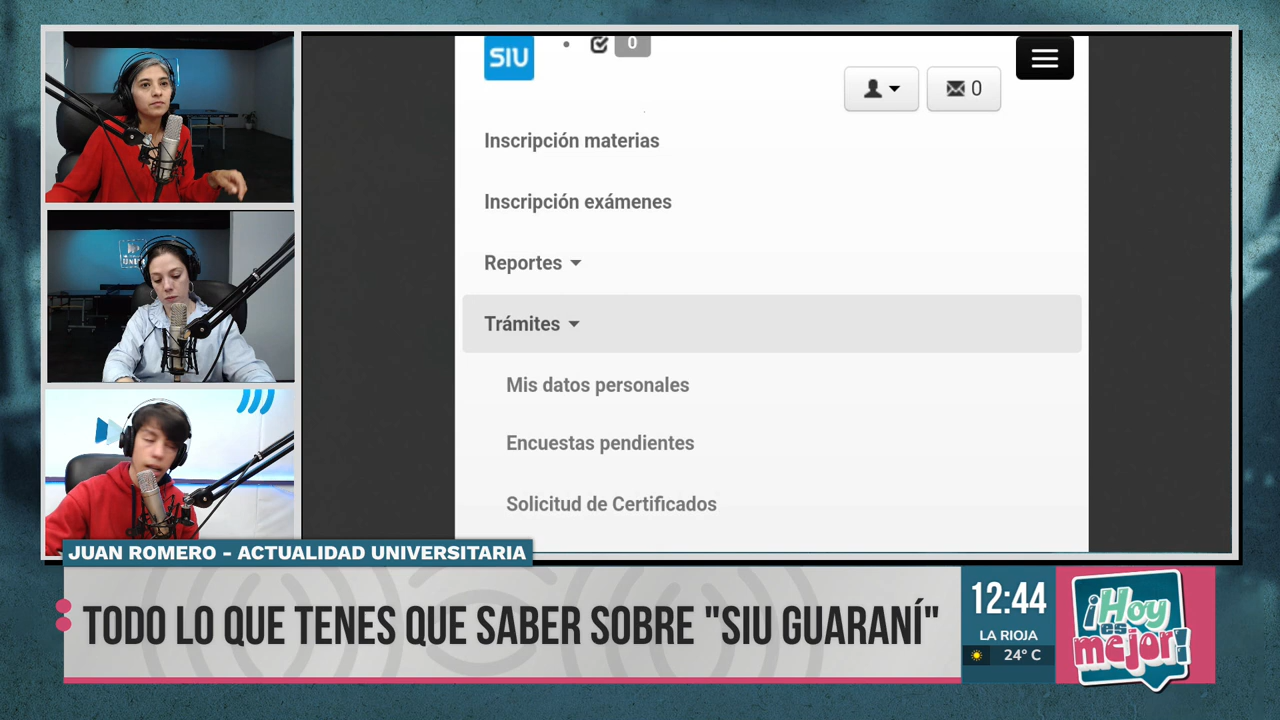 SIU
0
0
Inscripción materias
Inscripción exámenes
Reportes
Trámites
Mis datos personales
Encuestas pendientes
Solicitud de Certificados
JUAN ROMERO - ACTUALIDAD UNIVERSITARIA
TODO LO QUE TENES QUE SABER SOBRE "SIU GUARANÍ"
12:44
LA RIOJA
24° C
¡Hoy
es
mejor!